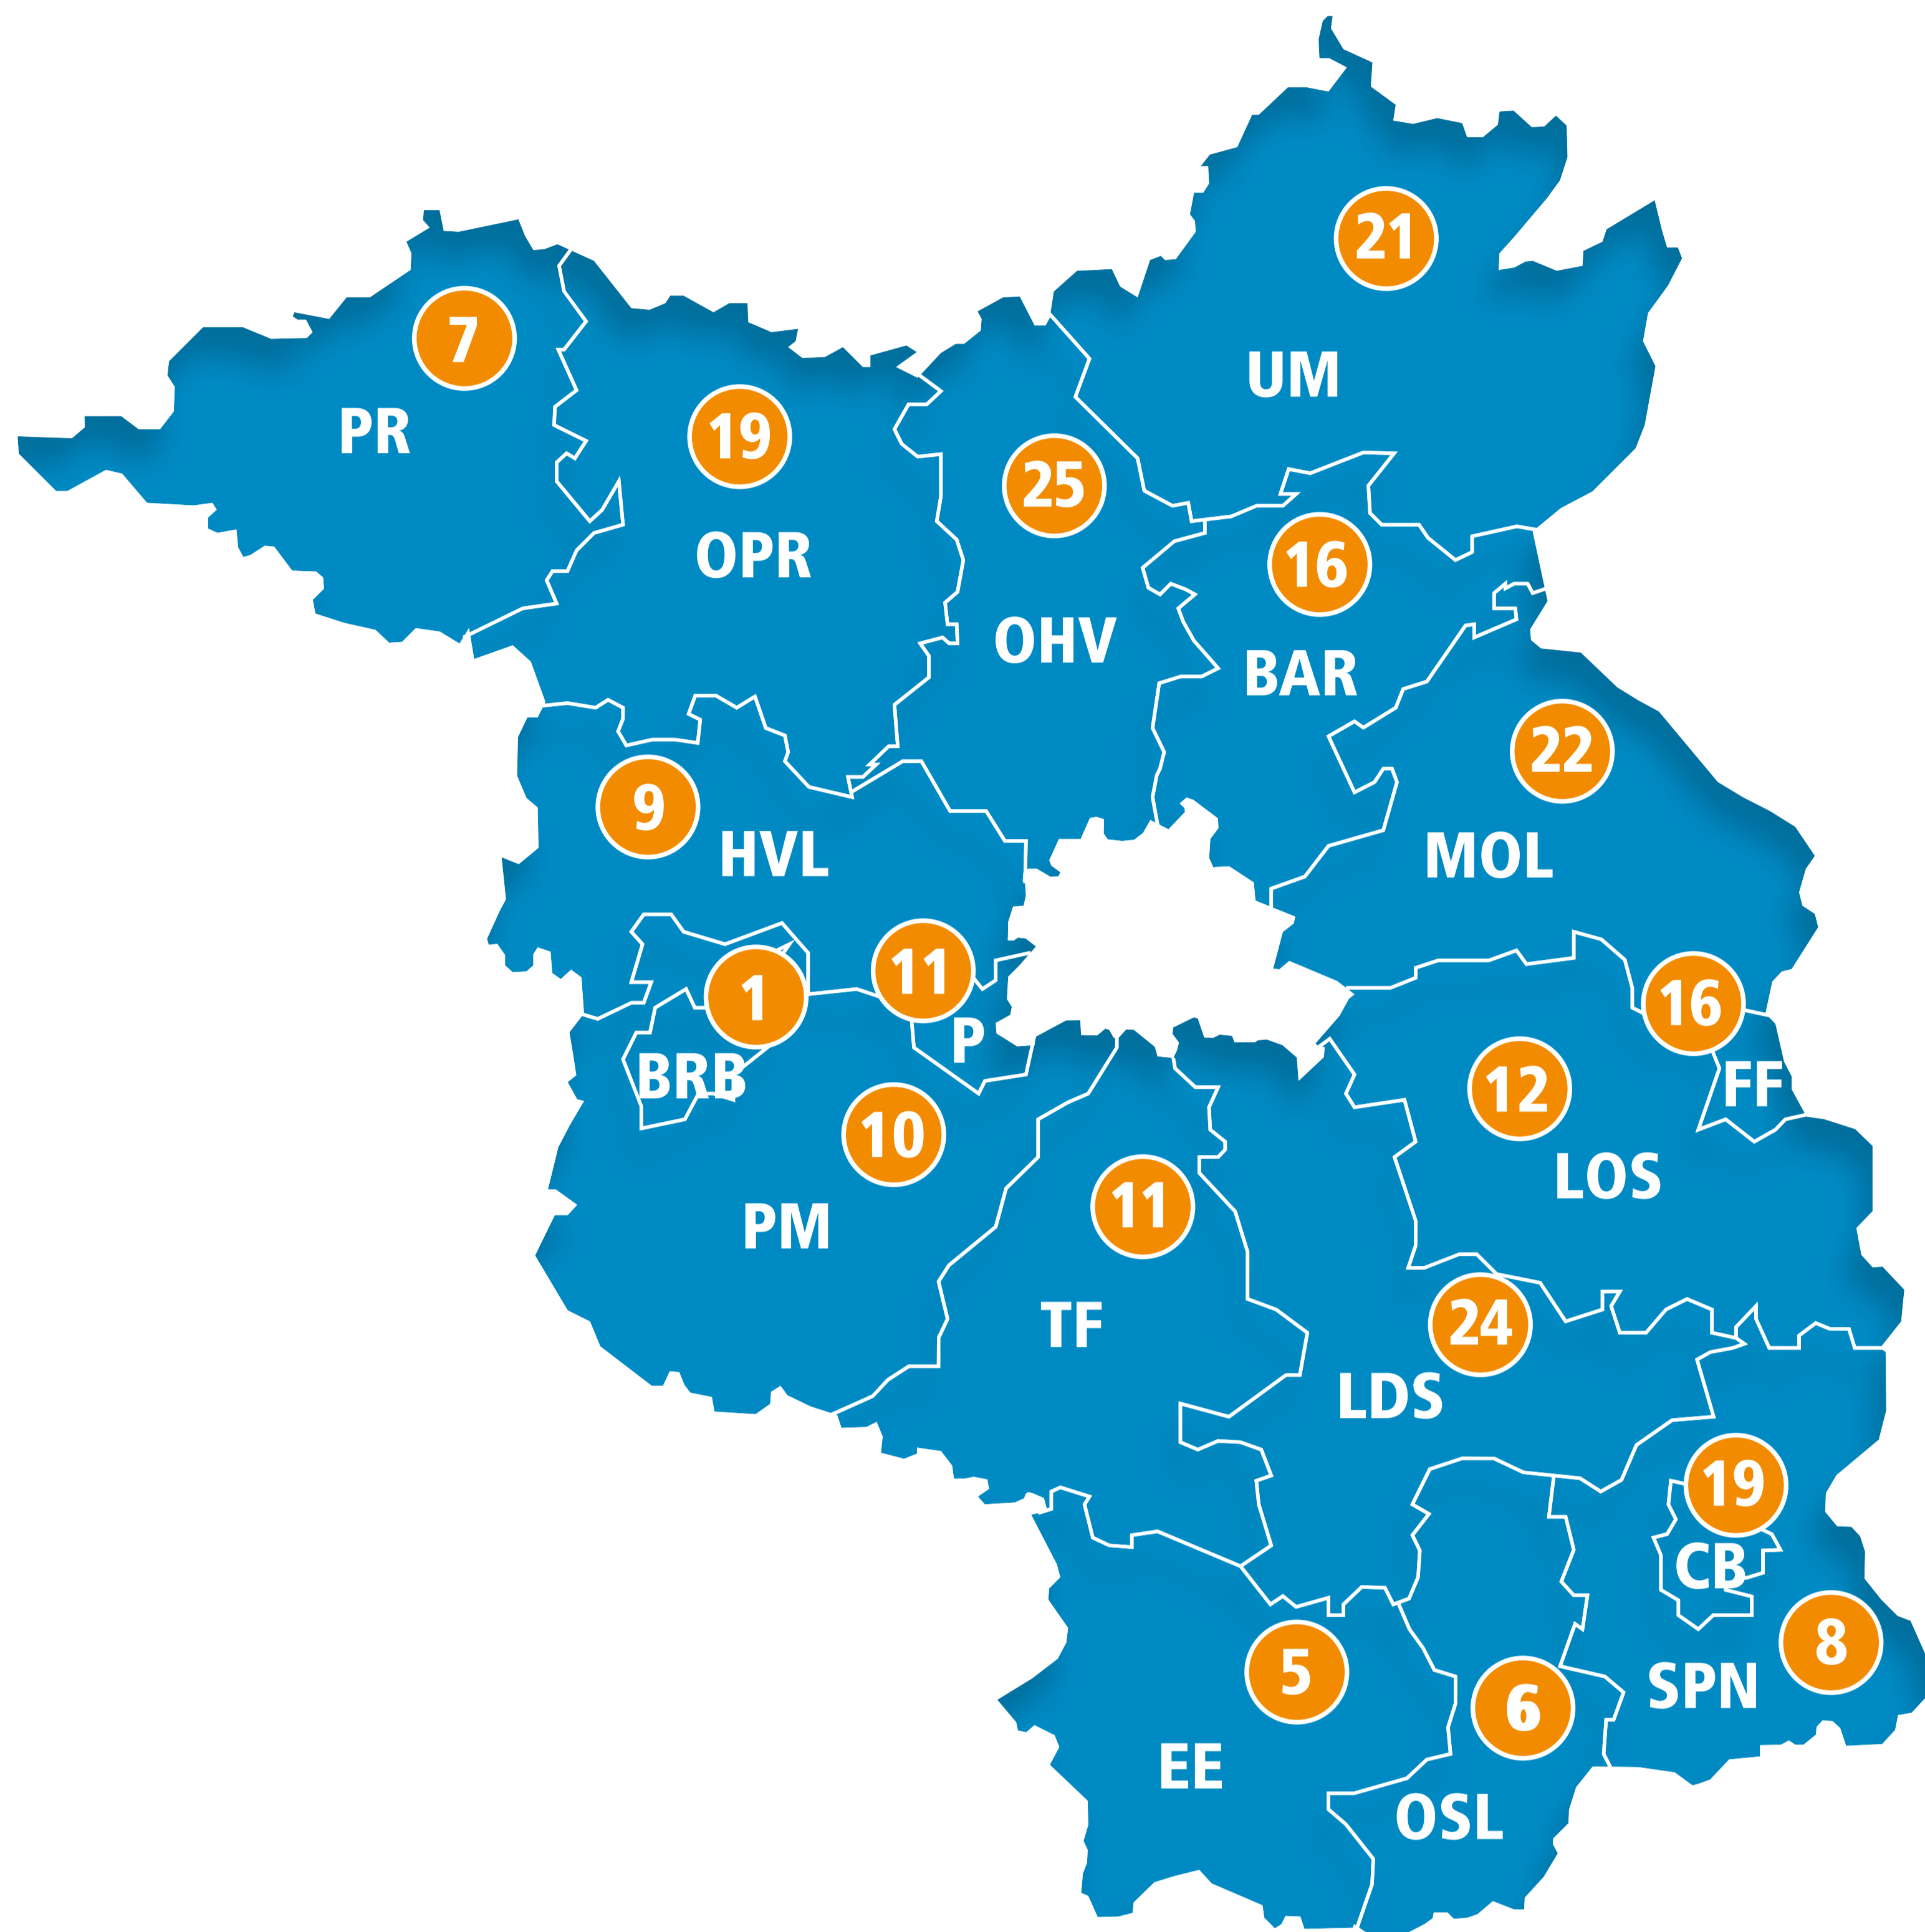 21
7
UM
PR
19
25
OPR
16
OHV
BAR
22
9
HVL
MOL
11
1
16
P
BRB
12
FF
10
LOS
PM
11
TF
24
LDS
19
CB
8
5
SPN
6
EE
OSL